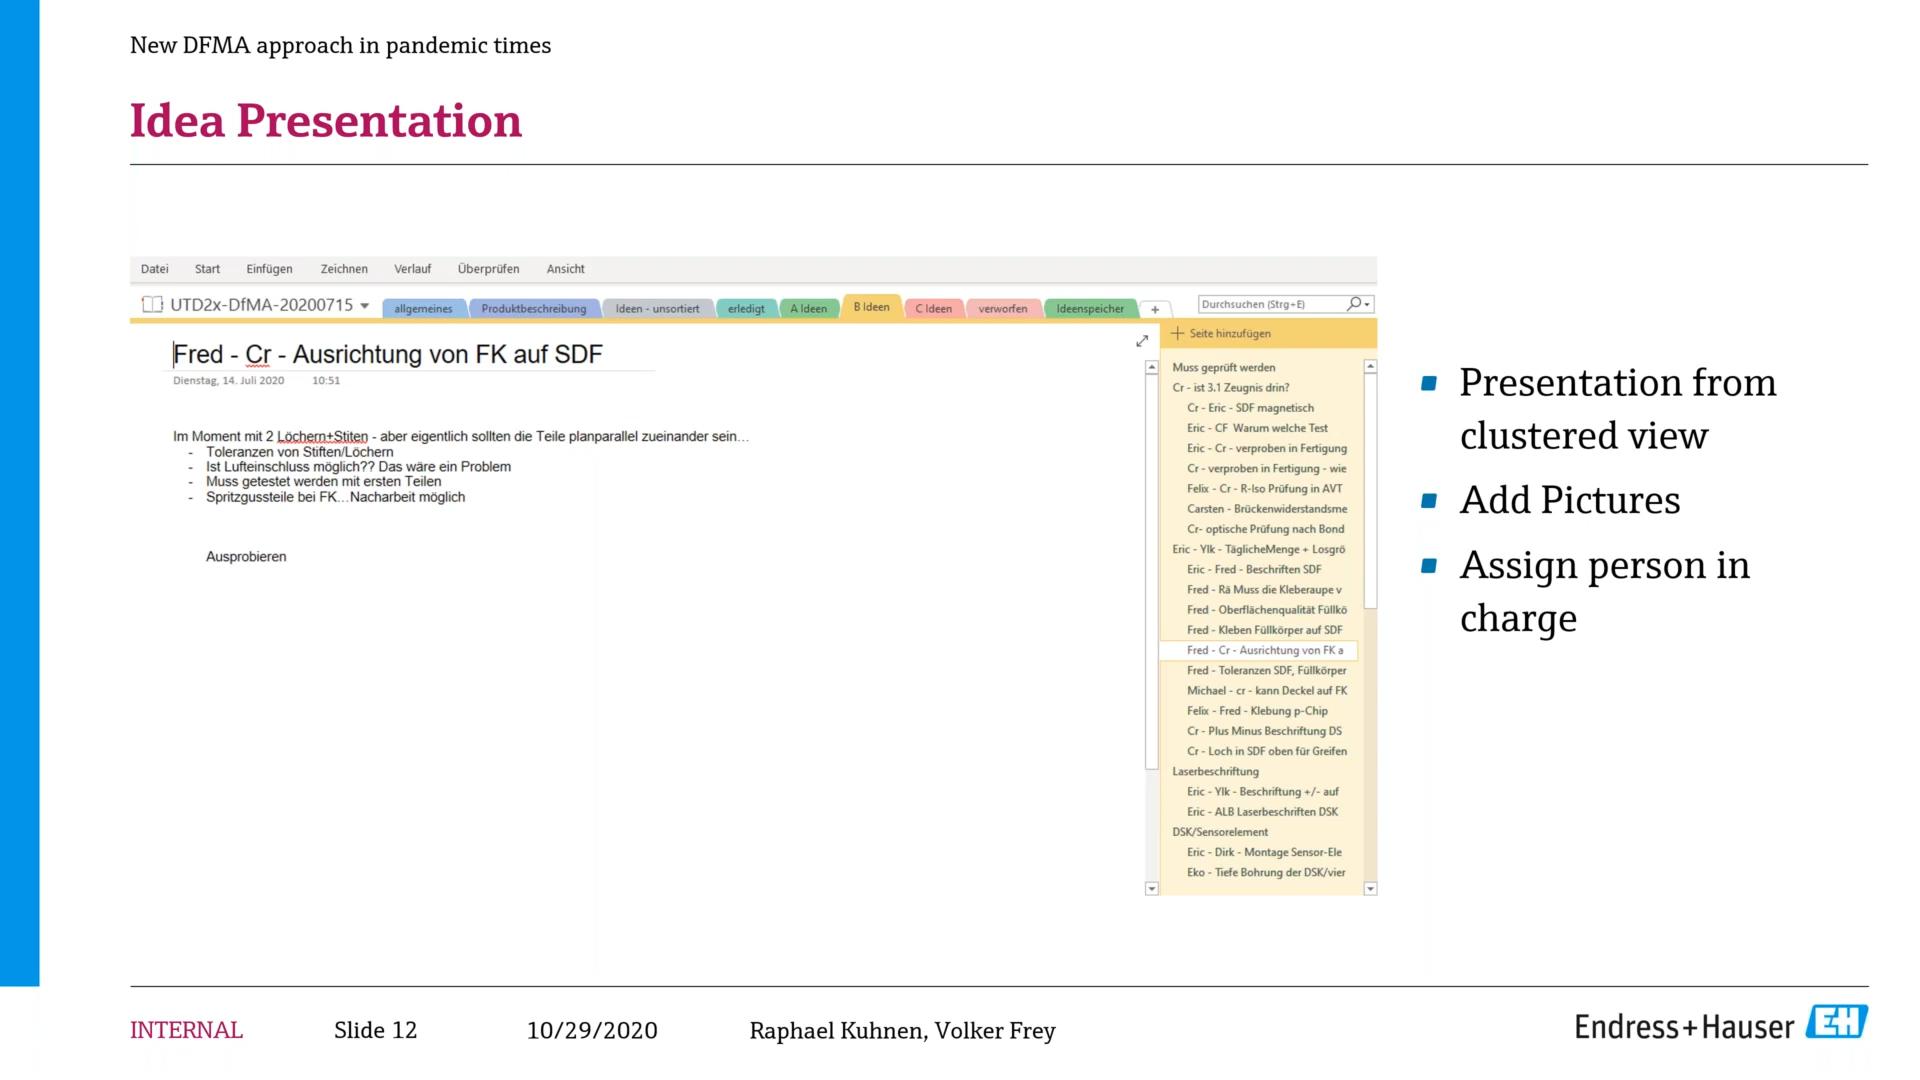 New DFMA approach in pandemic times
Idea Presentation
Datei Start Einfügen Zeichnen Verlauf Überprüfen Ansicht
UTD2x-DfMA-20200715 allgemeines Produktbeschreibung Ideen - unsortiert erledigt A Ideen B Ideen C Ideen verworfen Ideenspeicher + Durchsuchen (Strg+E)
Seite hinzufügen
Fred - Cr - Ausrichtung von FK auf SDF
Dienstag, 14. Juli 2020 10:51
Im Moment mit 2 Löchern+Stiten - aber eigentlich sollten die Teile planparallel zueinander sein...
- Toleranzen von Stiften/Löchern
- Ist Lufteinschluss möglich?? Das wäre ein Problem
- Muss getestet werden mit ersten Teilen
- Spritzgussteile bei FK...Nacharbeit möglich
Ausprobieren
Muss geprüft werden
Cr - ist 3.1 Zeugnis drin?
Cr - Eric - SDF magnetisch
Eric - CF Warum welche Test
Eric - Cr - verproben in Fertigung
Cr - verproben in Fertigung - wie
Felix - Cr - R-Iso Prüfung in AVT
Carsten - Brückenwiderstandsme
Cr- optische Prüfung nach Bond
Eric - Ylk - TäglicheMenge + Losgrö
Eric - Fred - Beschriften SDF
Fred - Rä Muss die Kleberaupe v
Fred - Oberflächenqualität Füllkö
Fred - Kleben Füllkörper auf SDF
Fred - Cr - Ausrichtung von FK a
Fred - Toleranzen SDF, Füllkörper
Michael - cr - kann Deckel auf FK
Felix - Fred - Klebung p-Chip
Cr - Plus Minus Beschriftung DS
Cr - Loch in SDF oben für Greifen
Laserbeschriftung
Eric - Ylk - Beschriftung +/- auf
Eric - ALB Laserbeschriften DSK
DSK/Sensorelement
Eric - Dirk - Montage Sensor-Ele
Eko - Tiefe Bohrung der DSK/vier
Presentation from
clustered view
Add Pictures
Assign person in
charge
INTERNAL Slide 12 10/29/2020 Raphael Kuhnen, Volker Frey Endress+Hauser EH